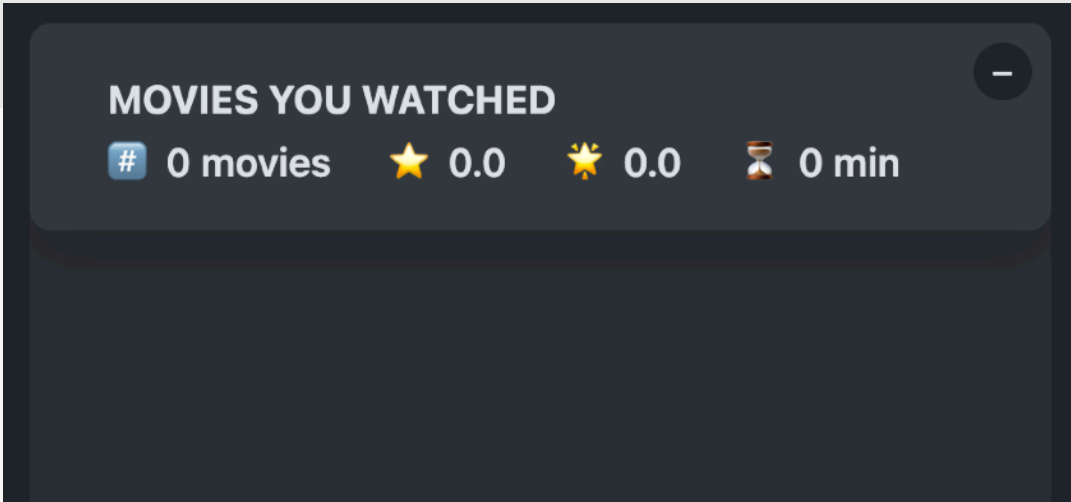 MOVIES YOU WATCHED
#️⃣ 0 movies ⭐️ 0.0 🌟 0.0 ⏳ 0 min
–